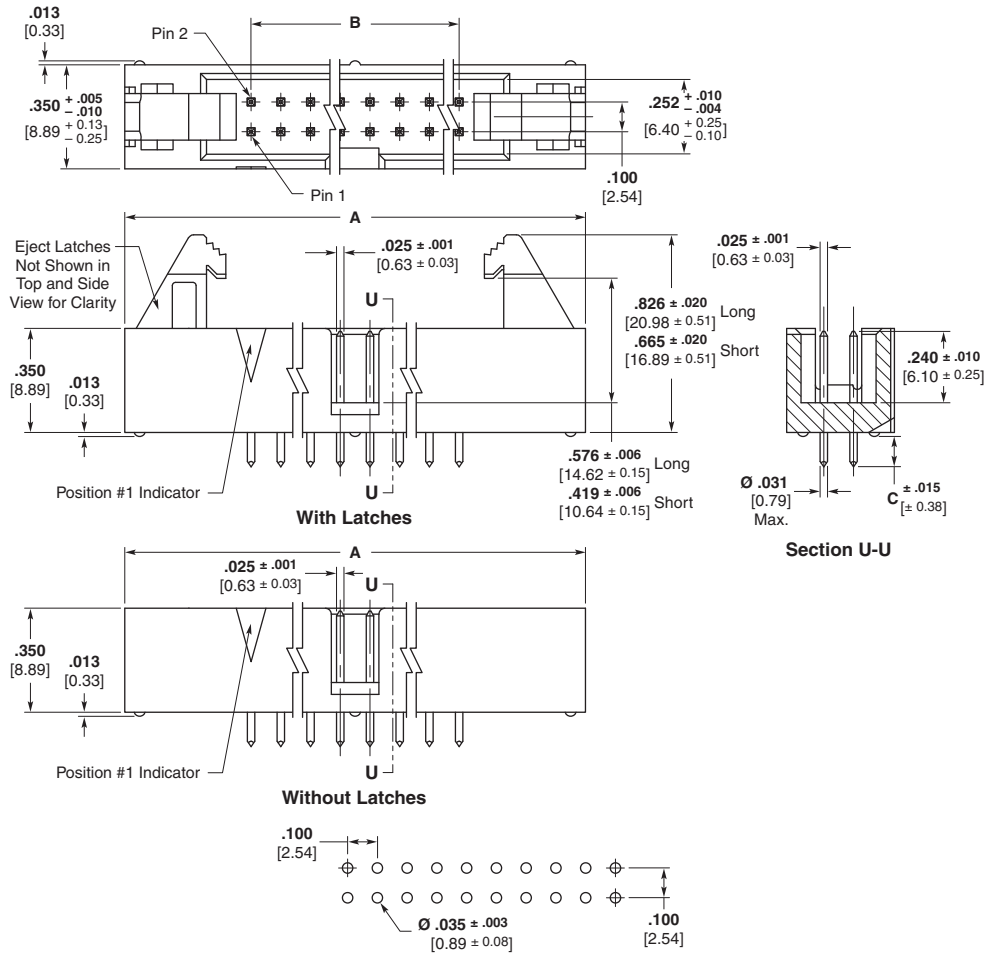 .013
[0.33]
Pin 2
B
.350 + .005 - .010
[8.89 + 0.13 - 0.25]
.252 + .010 - .004
[6.40 + 0.25 - 0.10]
.100
[2.54]
Pin 1
A
Eject Latches
Not Shown in
Top and Side
View for Clarity
.025 ± .001
[0.63 ± 0.03]
U
.826 ± .020
[20.98 ± 0.51] Long
.665 ± .020
[16.89 ± 0.51] Short
.025 ± .001
[0.63 ± 0.03]
.240 ± .010
[6.10 ± 0.25]
.350
[8.89]
.013
[0.33]
.576 ± .006
[14.62 ± 0.15] Long
.419 ± .006
[10.64 ± 0.15] Short
Position #1 Indicator
U
With Latches
Ø .031
[0.79]
Max.
C ± .015
[± 0.38]
Section U-U
A
.025 ± .001
[0.63 ± 0.03]
U
.350
[8.89]
.013
[0.33]
Position #1 Indicator
U
Without Latches
.100
[2.54]
Ø .035 ± .003
[0.89 ± 0.08]
.100
[2.54]